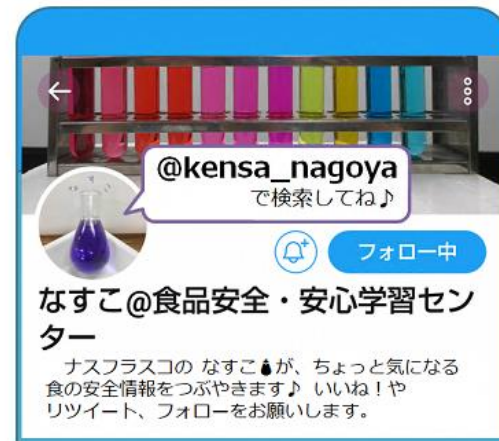 @kensa_nagoya
で検索してね♪
フォロー中
なすこ@食品安全・安心学習セン
ター
ナスフラスコの なすこ🍆が、ちょっと気になる
食の安全情報をつぶやきます♪ いいね！や
リツイート、フォローをお願いします。